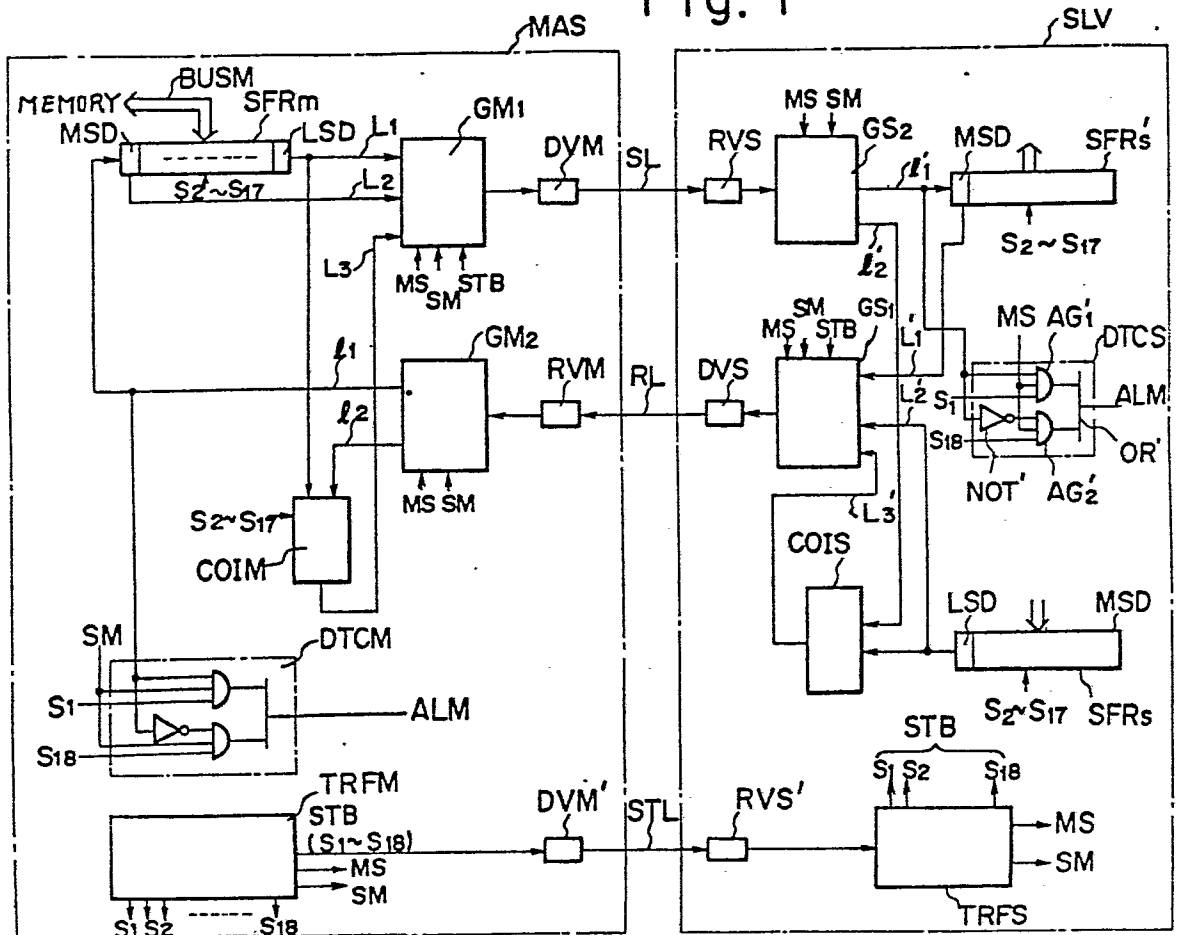 Fig. 1
MAS
SLV
BUSM
MEMORY
SFRm
MSD
LSD
L1
GM1
DVM
SL
RVS
MS SM
GS2
l'1
MSD
SFRs'
S2~S17
L2
L3
MS
SM
STB
l'2
S2~S17
GM2
RVM
RL
DVS
MS
SM
STB
GS1
L'1
L'2
MS
AG'1
DTCS
S1
ALM
S18
OR'
NOT'
AG'2
l1
l2
MS SM
S2~S17
COIM
L'3
COIS
LSD
MSD
S2~S17
SFRs
SM
DTCM
S1
ALM
S18
TRFM
STB
(S1~S18)
MS
SM
S1 S2 ------ S18
DVM'
STL
RVS'
STB
S1 S2 S18
MS
SM
TRFS